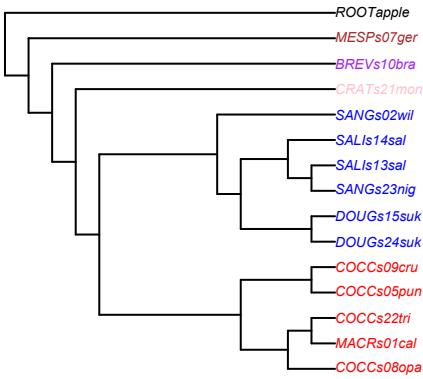 ROOTapple
MESPs07ger
BREVs10bra
CRATs21mon
SANGs02wil
SALIs14sal
SALIs13sal
SANGs23nig
DOUGs15suk
DOUGs24suk
COCCs09cru
COCCs05pun
COCCs22tri
MACRs01cal
COCCs08opa